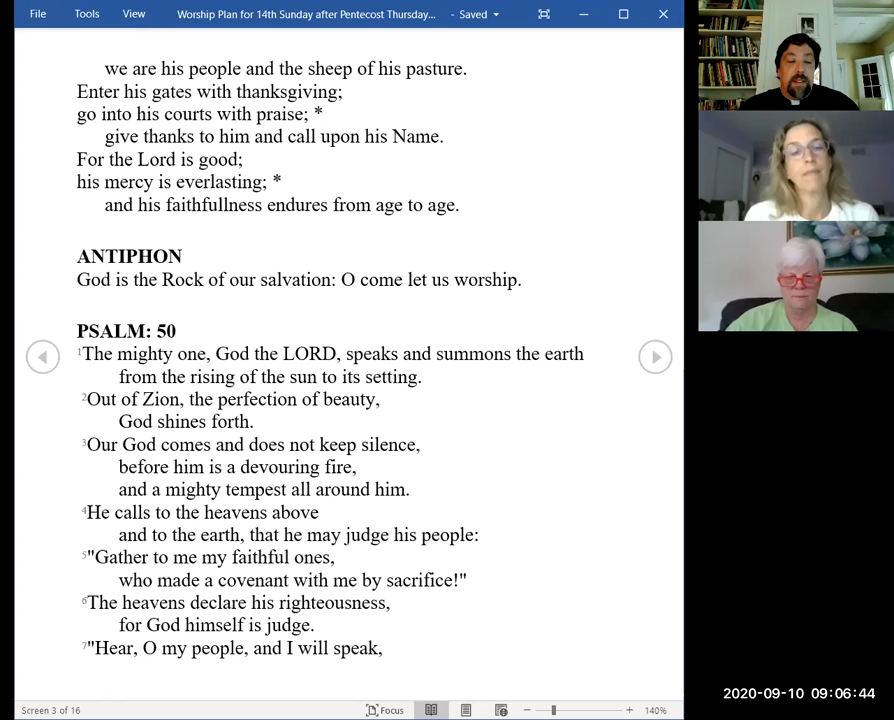 File Tools View Worship Plan for 14th Sunday after Pentecost Thursday... - Saved
we are his people and the sheep of his pasture.
Enter his gates with thanksgiving;
go into his courts with praise; *
give thanks to him and call upon his Name.
For the Lord is good;
his mercy is everlasting; *
and his faithfullness endures from age to age.
ANTIPHON
God is the Rock of our salvation: O come let us worship.
PSALM: 50
1The mighty one, God the LORD, speaks and summons the earth
from the rising of the sun to its setting.
2Out of Zion, the perfection of beauty,
God shines forth.
3Our God comes and does not keep silence,
before him is a devouring fire,
and a mighty tempest all around him.
4He calls to the heavens above
and to the earth, that he may judge his people:
5"Gather to me my faithful ones,
who made a covenant with me by sacrifice!"
6The heavens declare his righteousness,
for God himself is judge.
7"Hear, O my people, and I will speak,
Screen 3 of 16 Focus 140%
2020-09-10 09:06:44